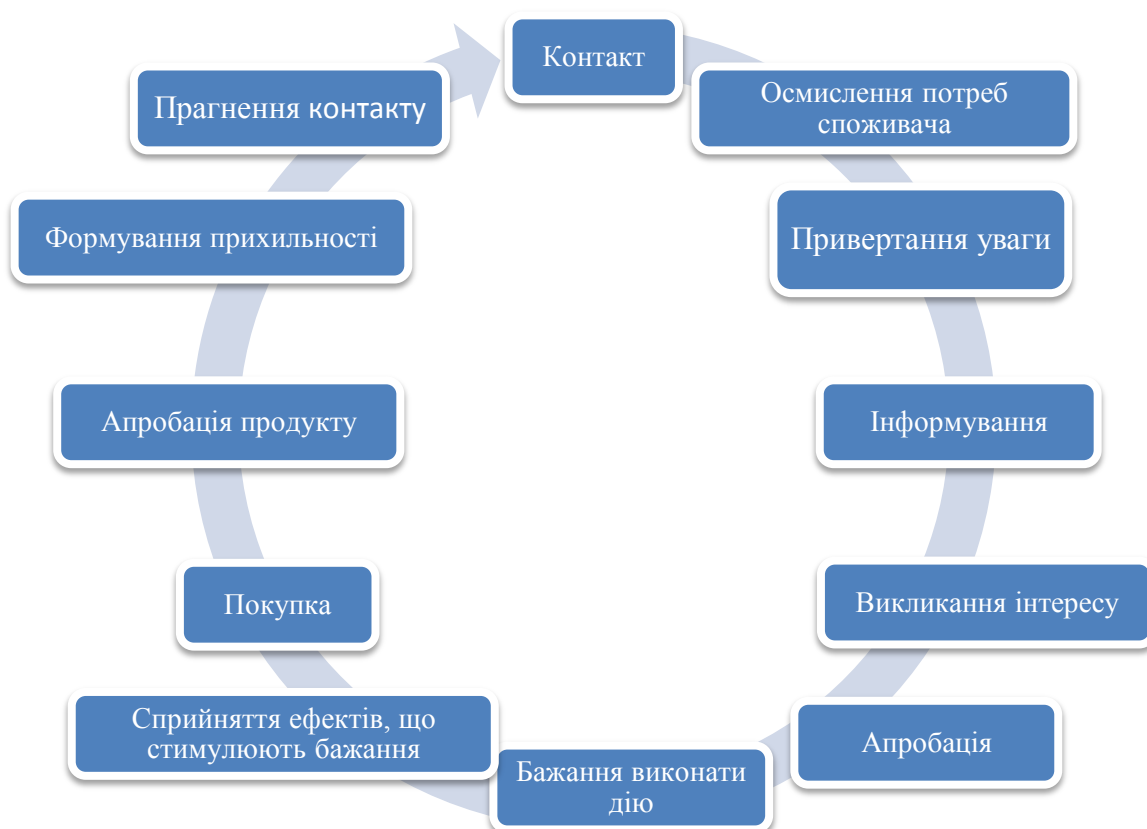 Контакт
Осмислення потреб
споживача
Привертання уваги
Інформування
Викликання інтересу
Апробація
Бажання виконати
дію
Сприйняття ефектів, що
стимулюють бажання
Покупка
Апробація продукту
Формування прихильності
Прагнення контакту